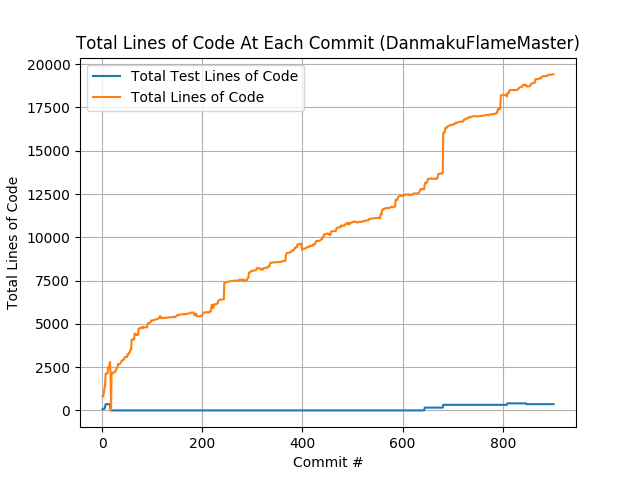 Total Lines of Code At Each Commit (DanmakuFlameMaster)
Total Test Lines of Code
Total Lines of Code
Total Lines of Code
20000
17500
15000
12500
10000
7500
5000
2500
0
0 200 400 600 800
Commit #